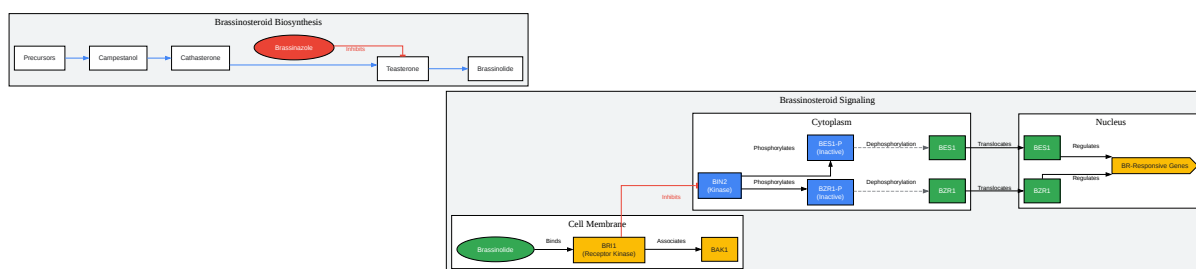 Brassinosteroid Biosynthesis
Precursors
Campestanol
Cathasterone
Brassinazole
Inhibits
Teasterone
Brassinolide
Brassinosteroid Signaling
Cytoplasm
Nucleus
Phosphorylates
BES1-P
(Inactive)
Dephosphorylation
BES1
Translocates
BES1
Regulates
BR-Responsive Genes
BIN2
(Kinase)
Phosphorylates
BZR1-P
(Inactive)
Dephosphorylation
BZR1
Translocates
BZR1
Regulates
Inhibits
Cell Membrane
Brassinolide
Binds
BRI1
(Receptor Kinase)
Associates
BAK1